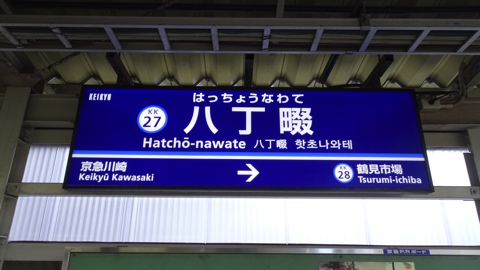 KEIKYU
はっちょうなわて
KK
27
八丁畷
Hatchō-nawate 八丁畷 핫초나와테
京急川崎
Keikyū Kawasaki
→
KK
28
鶴見市場
Tsurumi-ichiba